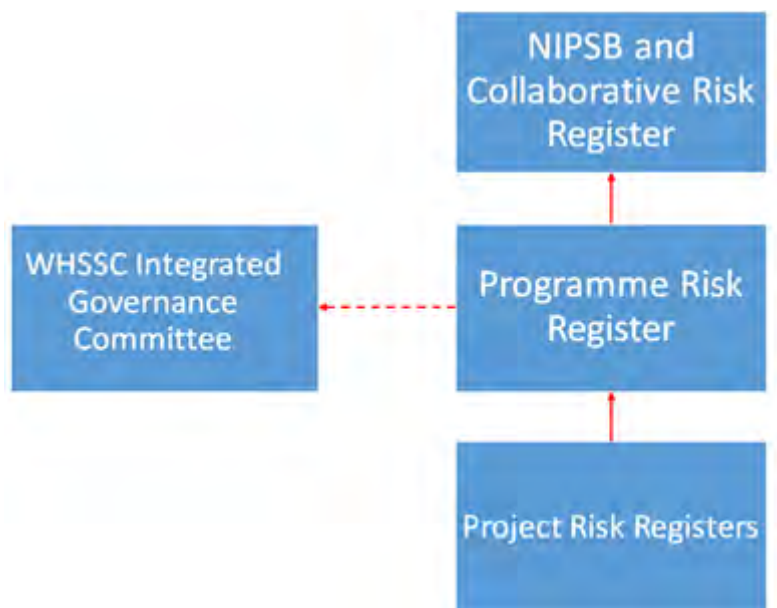 NIPSB and
Collaborative Risk
Register
WHSSC Integrated
Governance
Committee
Programme Risk
Register
Project Risk Registers